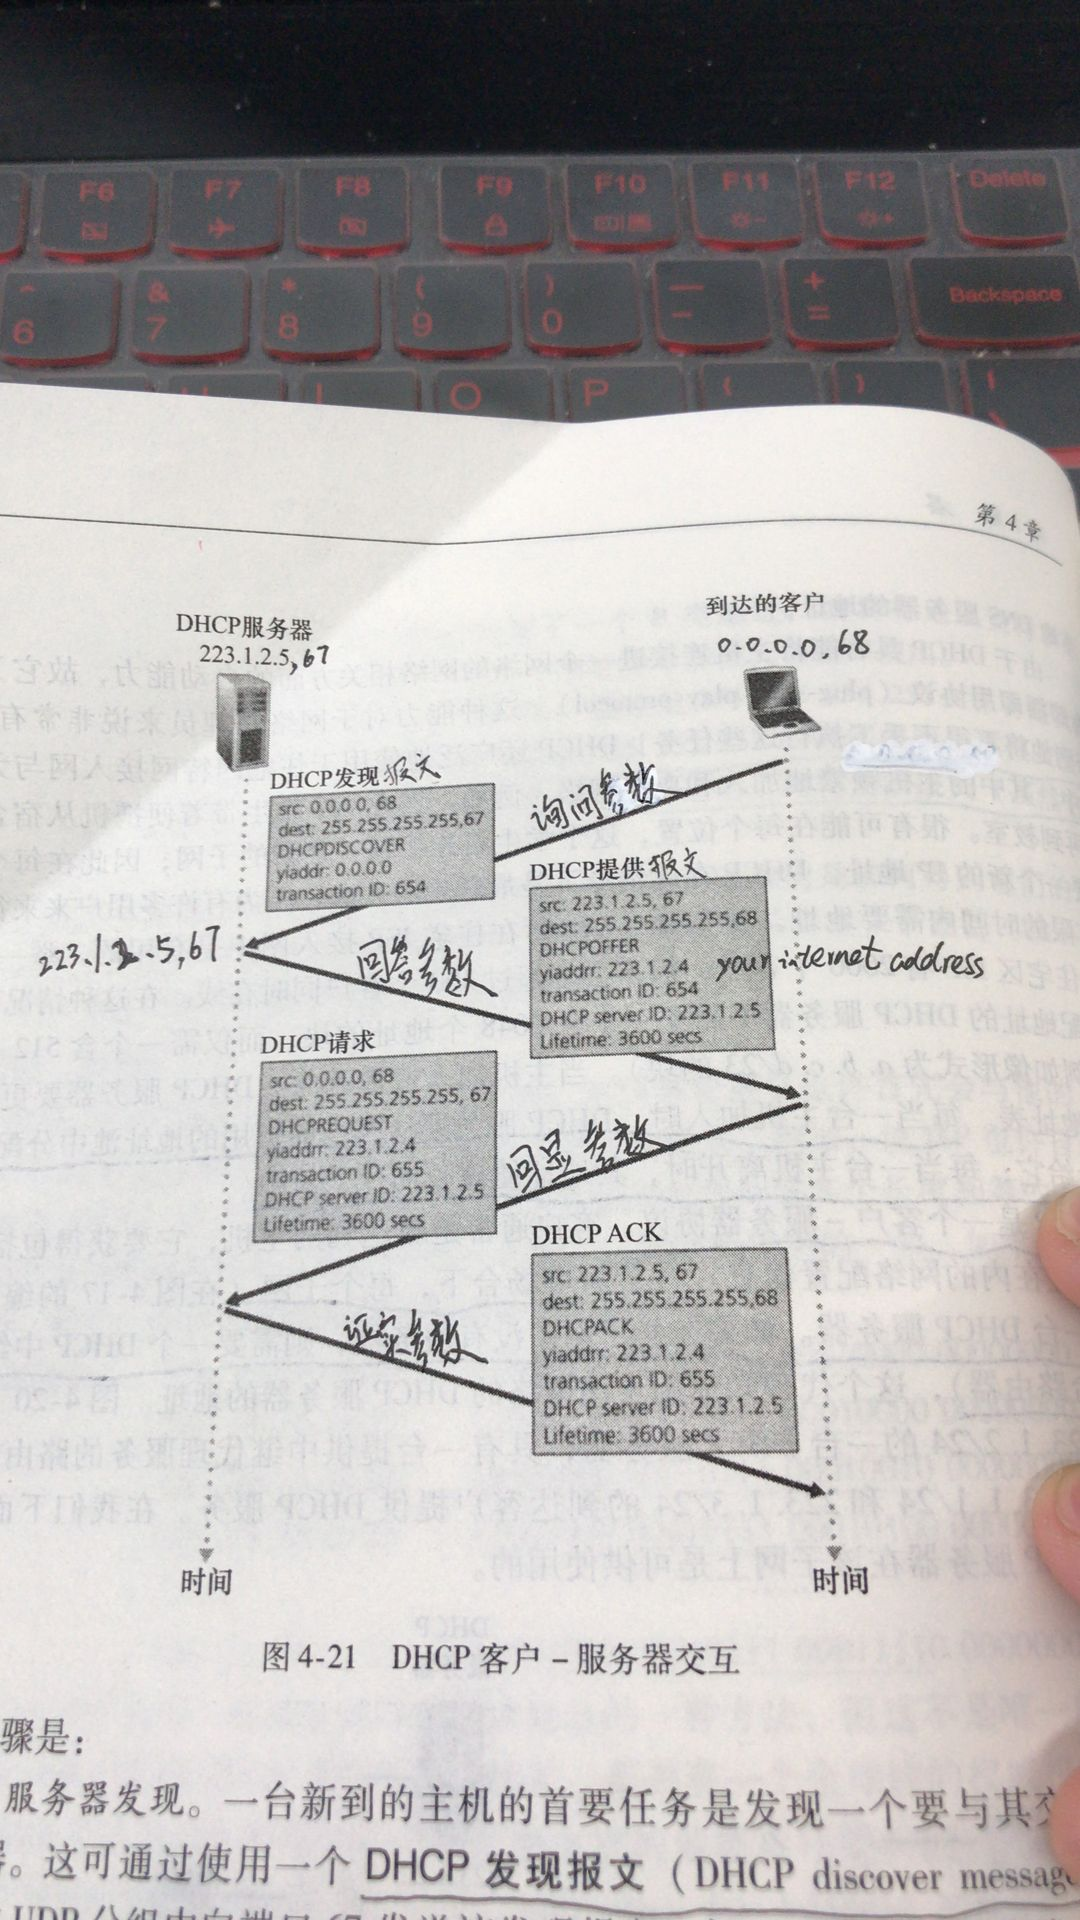 F6 F7 F8 F9 F10 F11 F12 Delete
^ & * ( ) — +
6 7 8 9 0 - = Backspace
O P
第4章
DHCP服务器
223.1.2.5,67
到达的客户
0.0.0.0,68
DHCP发现报文
src: 0.0.0.0, 68
dest: 255.255.255.255,67
DHCPDISCOVER
yiaddr: 0.0.0.0
transaction ID: 654
询问参数
223.1.2.5,67
DHCP提供报文
src: 223.1.2.5, 67
dest: 255.255.255.255,68
DHCPOFFER
yiaddrr: 223.1.2.4
transaction ID: 654
DHCP server ID: 223.1.2.5
Lifetime: 3600 secs
your internet address
回答参数
DHCP请求
src: 0.0.0.0, 68
dest: 255.255.255.255, 67
DHCPREQUEST
yiaddrr: 223.1.2.4
transaction ID: 655
DHCP server ID: 223.1.2.5
Lifetime: 3600 secs
回显参数
DHCP ACK
src: 223.1.2.5, 67
dest: 255.255.255.255,68
DHCPACK
yiaddrr: 223.1.2.4
transaction ID: 655
DHCP server ID: 223.1.2.5
Lifetime: 3600 secs
证实参数
时间
时间
图4-21 DHCP 客户－服务器交互
骤是：
服务器发现。一台新到的主机的首要任务是发现一个要与其交
。这可通过使用一个 DHCP 发现报文（DHCP discover message